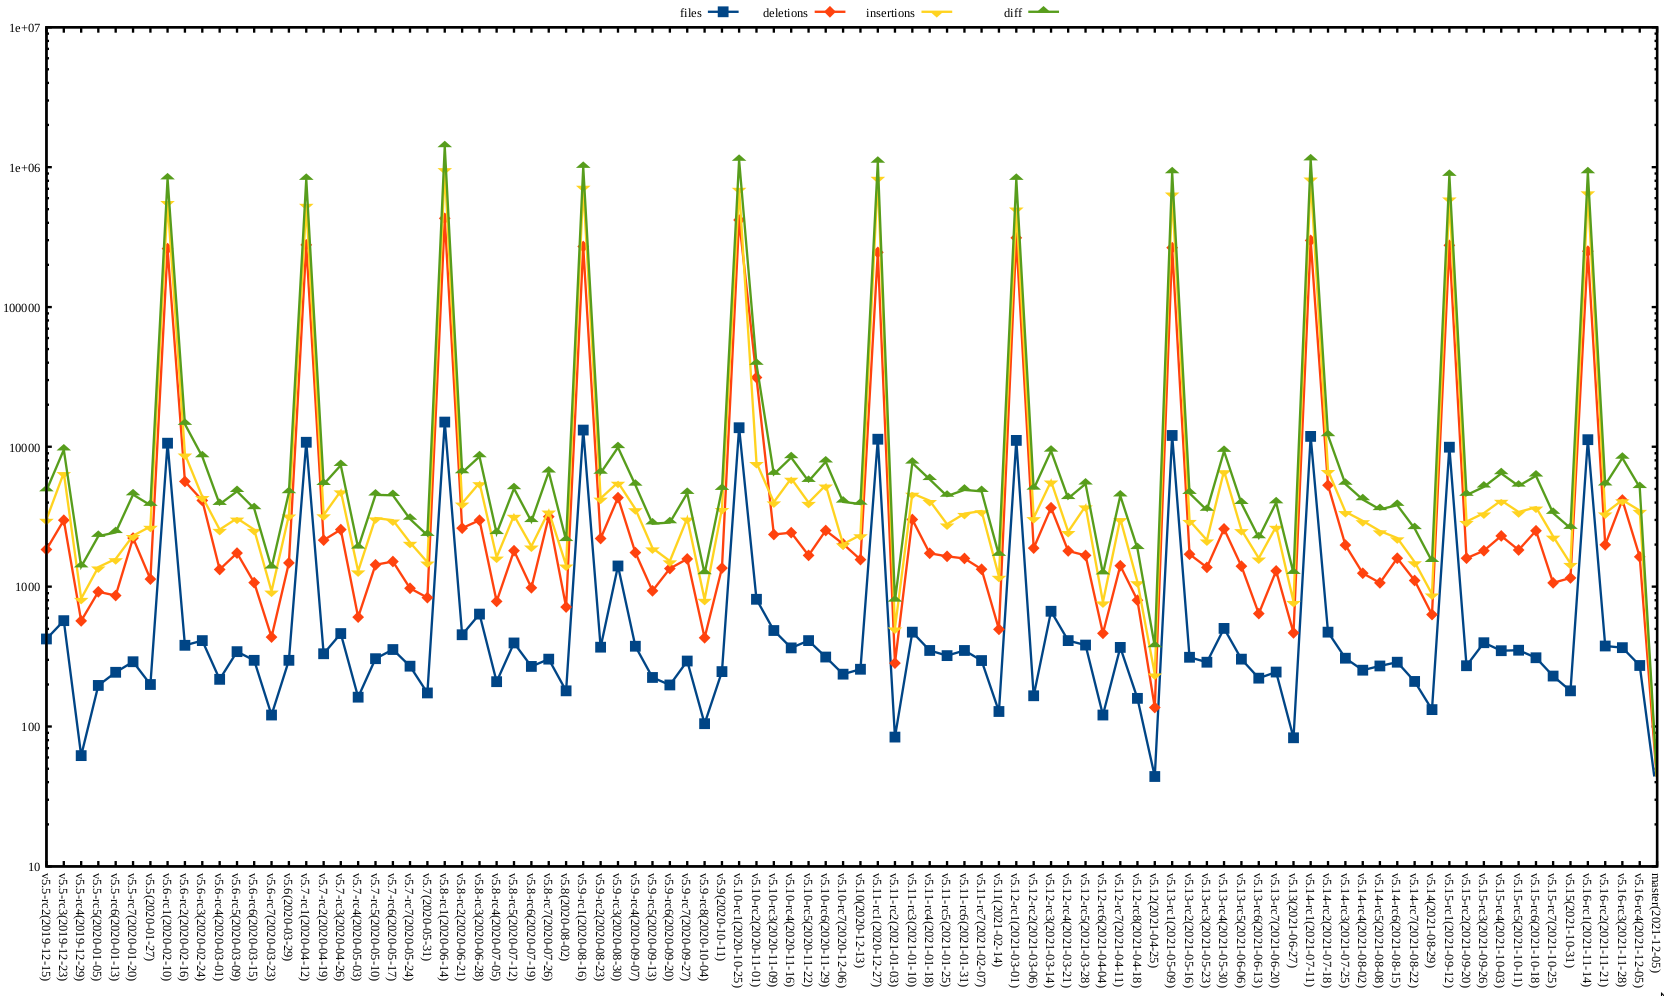 files deletions insertions diff
1e+07
1e+06
100000
10000
1000
100
10
v5.5-rc2(2019-12-15)
v5.5-rc3(2019-12-23)
v5.5-rc4(2019-12-29)
v5.5-rc5(2020-01-05)
v5.5-rc6(2020-01-13)
v5.5-rc7(2020-01-20)
v5.5(2020-01-27)
v5.6-rc1(2020-02-10)
v5.6-rc2(2020-02-16)
v5.6-rc3(2020-02-24)
v5.6-rc4(2020-03-01)
v5.6-rc5(2020-03-09)
v5.6-rc6(2020-03-15)
v5.6-rc7(2020-03-23)
v5.6(2020-03-29)
v5.7-rc1(2020-04-12)
v5.7-rc2(2020-04-19)
v5.7-rc3(2020-04-26)
v5.7-rc4(2020-05-03)
v5.7-rc5(2020-05-10)
v5.7-rc6(2020-05-17)
v5.7-rc7(2020-05-24)
v5.7(2020-05-31)
v5.8-rc1(2020-06-14)
v5.8-rc2(2020-06-21)
v5.8-rc3(2020-06-28)
v5.8-rc4(2020-07-05)
v5.8-rc5(2020-07-12)
v5.8-rc6(2020-07-19)
v5.8-rc7(2020-07-26)
v5.8(2020-08-02)
v5.9-rc1(2020-08-16)
v5.9-rc2(2020-08-23)
v5.9-rc3(2020-08-30)
v5.9-rc4(2020-09-07)
v5.9-rc5(2020-09-13)
v5.9-rc6(2020-09-20)
v5.9-rc7(2020-09-27)
v5.9-rc8(2020-10-04)
v5.9(2020-10-11)
v5.10-rc1(2020-10-25)
v5.10-rc2(2020-11-01)
v5.10-rc3(2020-11-09)
v5.10-rc4(2020-11-16)
v5.10-rc5(2020-11-22)
v5.10-rc6(2020-11-29)
v5.10-rc7(2020-12-06)
v5.10(2020-12-13)
v5.11-rc1(2020-12-27)
v5.11-rc2(2021-01-03)
v5.11-rc3(2021-01-10)
v5.11-rc4(2021-01-18)
v5.11-rc5(2021-01-25)
v5.11-rc6(2021-01-31)
v5.11-rc7(2021-02-07)
v5.11(2021-02-14)
v5.12-rc1(2021-03-01)
v5.12-rc2(2021-03-06)
v5.12-rc3(2021-03-14)
v5.12-rc4(2021-03-21)
v5.12-rc5(2021-03-28)
v5.12-rc6(2021-04-04)
v5.12-rc7(2021-04-11)
v5.12-rc8(2021-04-18)
v5.12(2021-04-25)
v5.13-rc1(2021-05-09)
v5.13-rc2(2021-05-16)
v5.13-rc3(2021-05-23)
v5.13-rc4(2021-05-30)
v5.13-rc5(2021-06-06)
v5.13-rc6(2021-06-13)
v5.13-rc7(2021-06-20)
v5.13(2021-06-27)
v5.14-rc1(2021-07-11)
v5.14-rc2(2021-07-18)
v5.14-rc3(2021-07-25)
v5.14-rc4(2021-08-02)
v5.14-rc5(2021-08-08)
v5.14-rc6(2021-08-15)
v5.14-rc7(2021-08-22)
v5.14(2021-08-29)
v5.15-rc1(2021-09-12)
v5.15-rc2(2021-09-20)
v5.15-rc3(2021-09-26)
v5.15-rc4(2021-10-03)
v5.15-rc5(2021-10-11)
v5.15-rc6(2021-10-18)
v5.15-rc7(2021-10-25)
v5.15(2021-10-31)
v5.16-rc1(2021-11-14)
v5.16-rc2(2021-11-21)
v5.16-rc3(2021-11-28)
v5.16-rc4(2021-12-05)
master(2021-12-05)